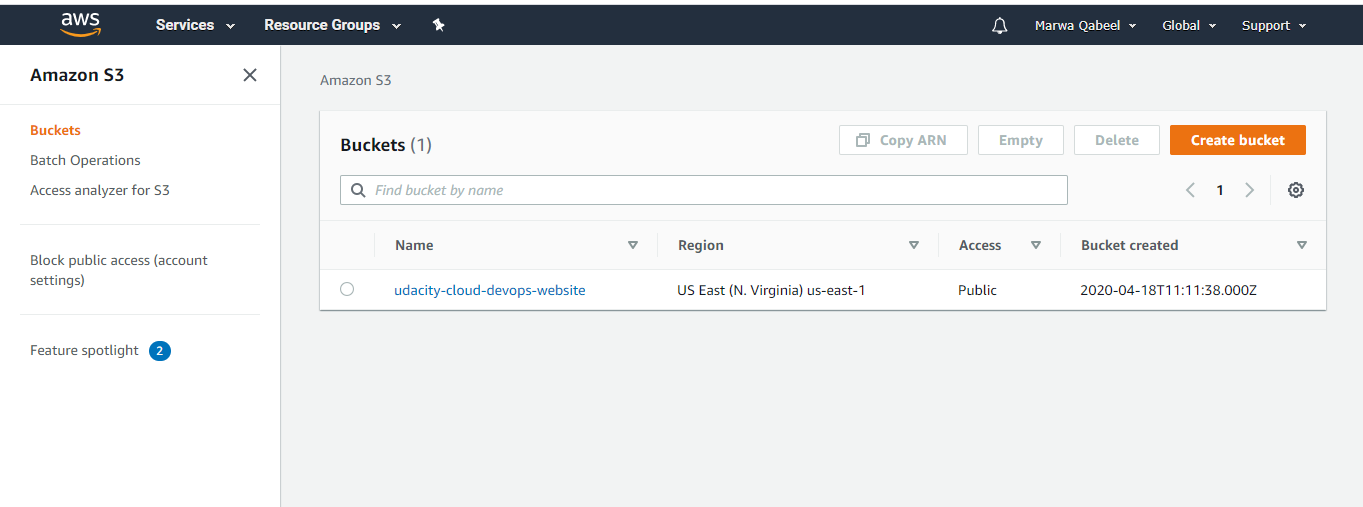 aws Services Resource Groups Marwa Qabeel Global Support
Amazon S3
Buckets
Batch Operations
Access analyzer for S3
Block public access (account
settings)
Feature spotlight 2
Amazon S3
Buckets (1) Copy ARN Empty Delete Create bucket
Find bucket by name 1
Name Region Access Bucket created
udacity-cloud-devops-website US East (N. Virginia) us-east-1 Public 2020-04-18T11:11:38.000Z